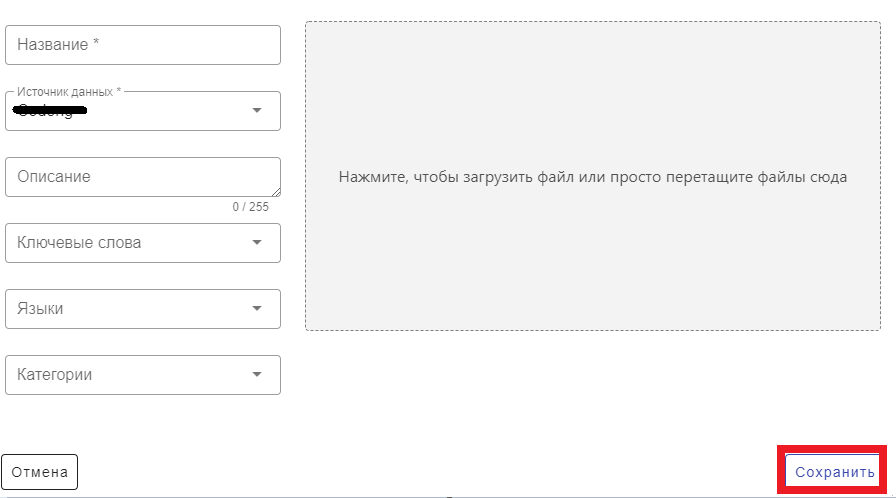 Название *
Источник данных *
Описание
0 / 255
Ключевые слова
Языки
Категории
Нажмите, чтобы загрузить файл или просто перетащите файлы сюда
Отмена
Сохранить